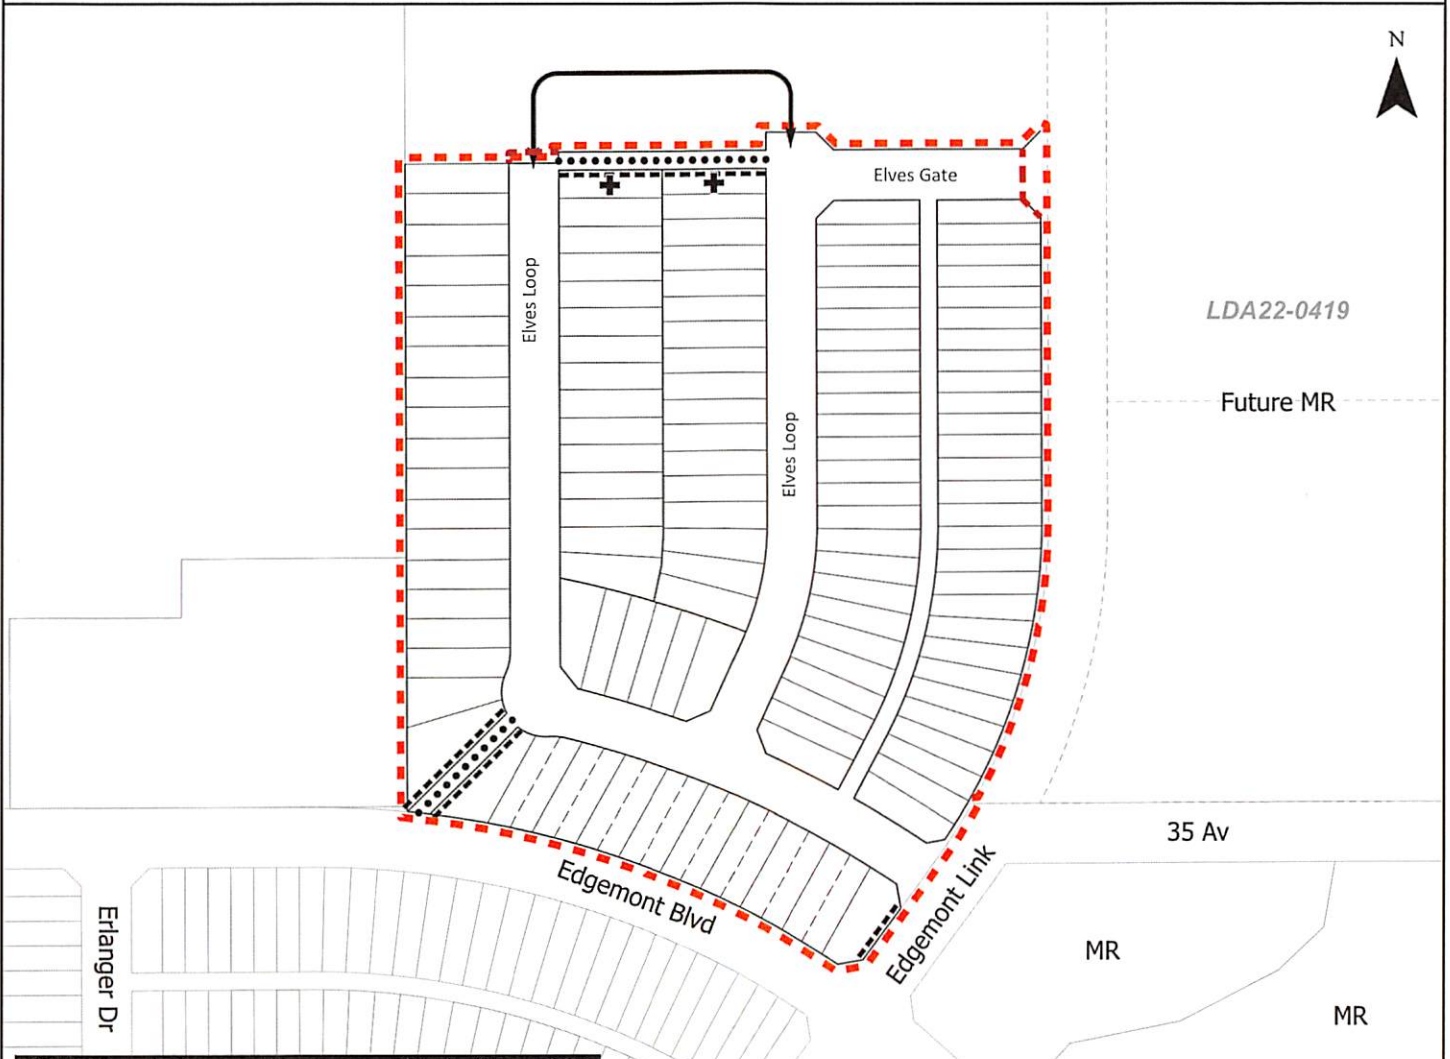 N
Elves Gate
Elves Loop
LDA22-0419
Future MR
Elves Loop
35 Av
Edgemont Blvd
Edgemont Link
Erlanger Dr
MR
MR